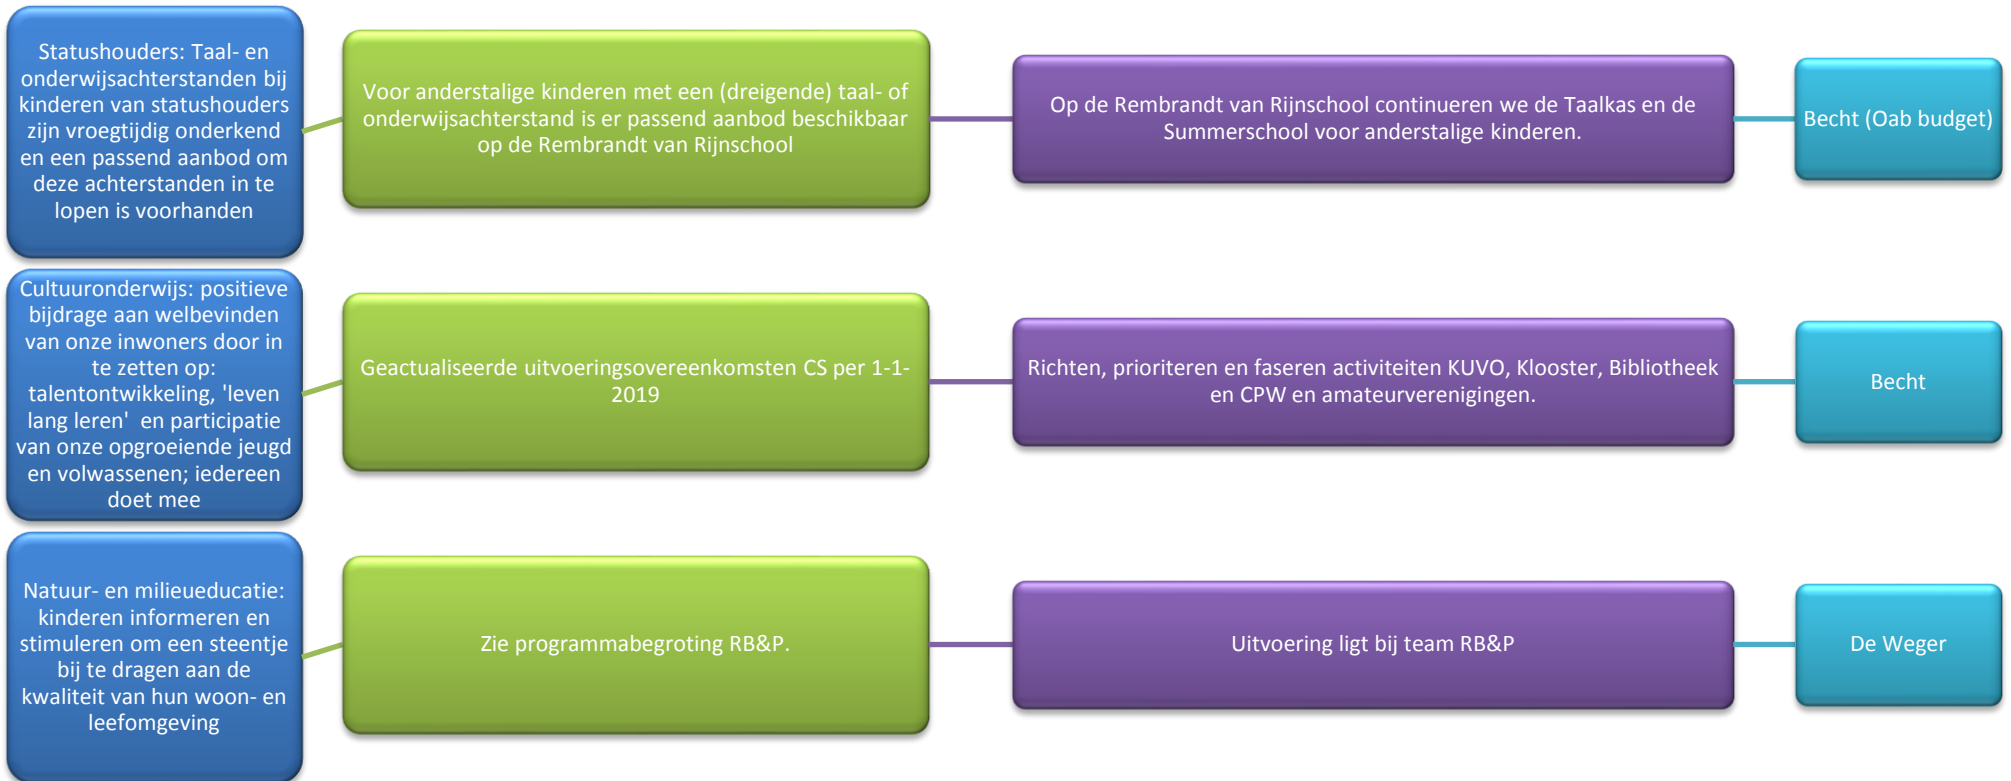 Statushouders: Taal- en
onderwijsachterstanden bij
kinderen van statushouders
zijn vroegtijdig onderkend
en een passend aanbod om
deze achterstanden in te
lopen is voorhanden
Voor anderstalige kinderen met een (dreigende) taal- of
onderwijsachterstand is er passend aanbod beschikbaar
op de Rembrandt van Rijnschool
Op de Rembrandt van Rijnschool continueren we de Taalkas en de
Summerschool voor anderstalige kinderen.
Becht (Oab budget)
Cultuuronderwijs: positieve
bijdrage aan welbevinden
van onze inwoners door in
te zetten op:
talentontwikkeling, 'leven
lang leren' en participatie
van onze opgroeiende jeugd
en volwassenen; iedereen
doet mee
Geactualiseerde uitvoeringsovereenkomsten CS per 1-1-
2019
Richten, prioriteren en faseren activiteiten KUVO, Klooster, Bibliotheek
en CPW en amateurverenigingen.
Becht
Natuur- en milieueducatie:
kinderen informeren en
stimuleren om een steentje
bij te dragen aan de
kwaliteit van hun woon- en
leefomgeving
Zie programmabegroting RB&P.
Uitvoering ligt bij team RB&P
De Weger